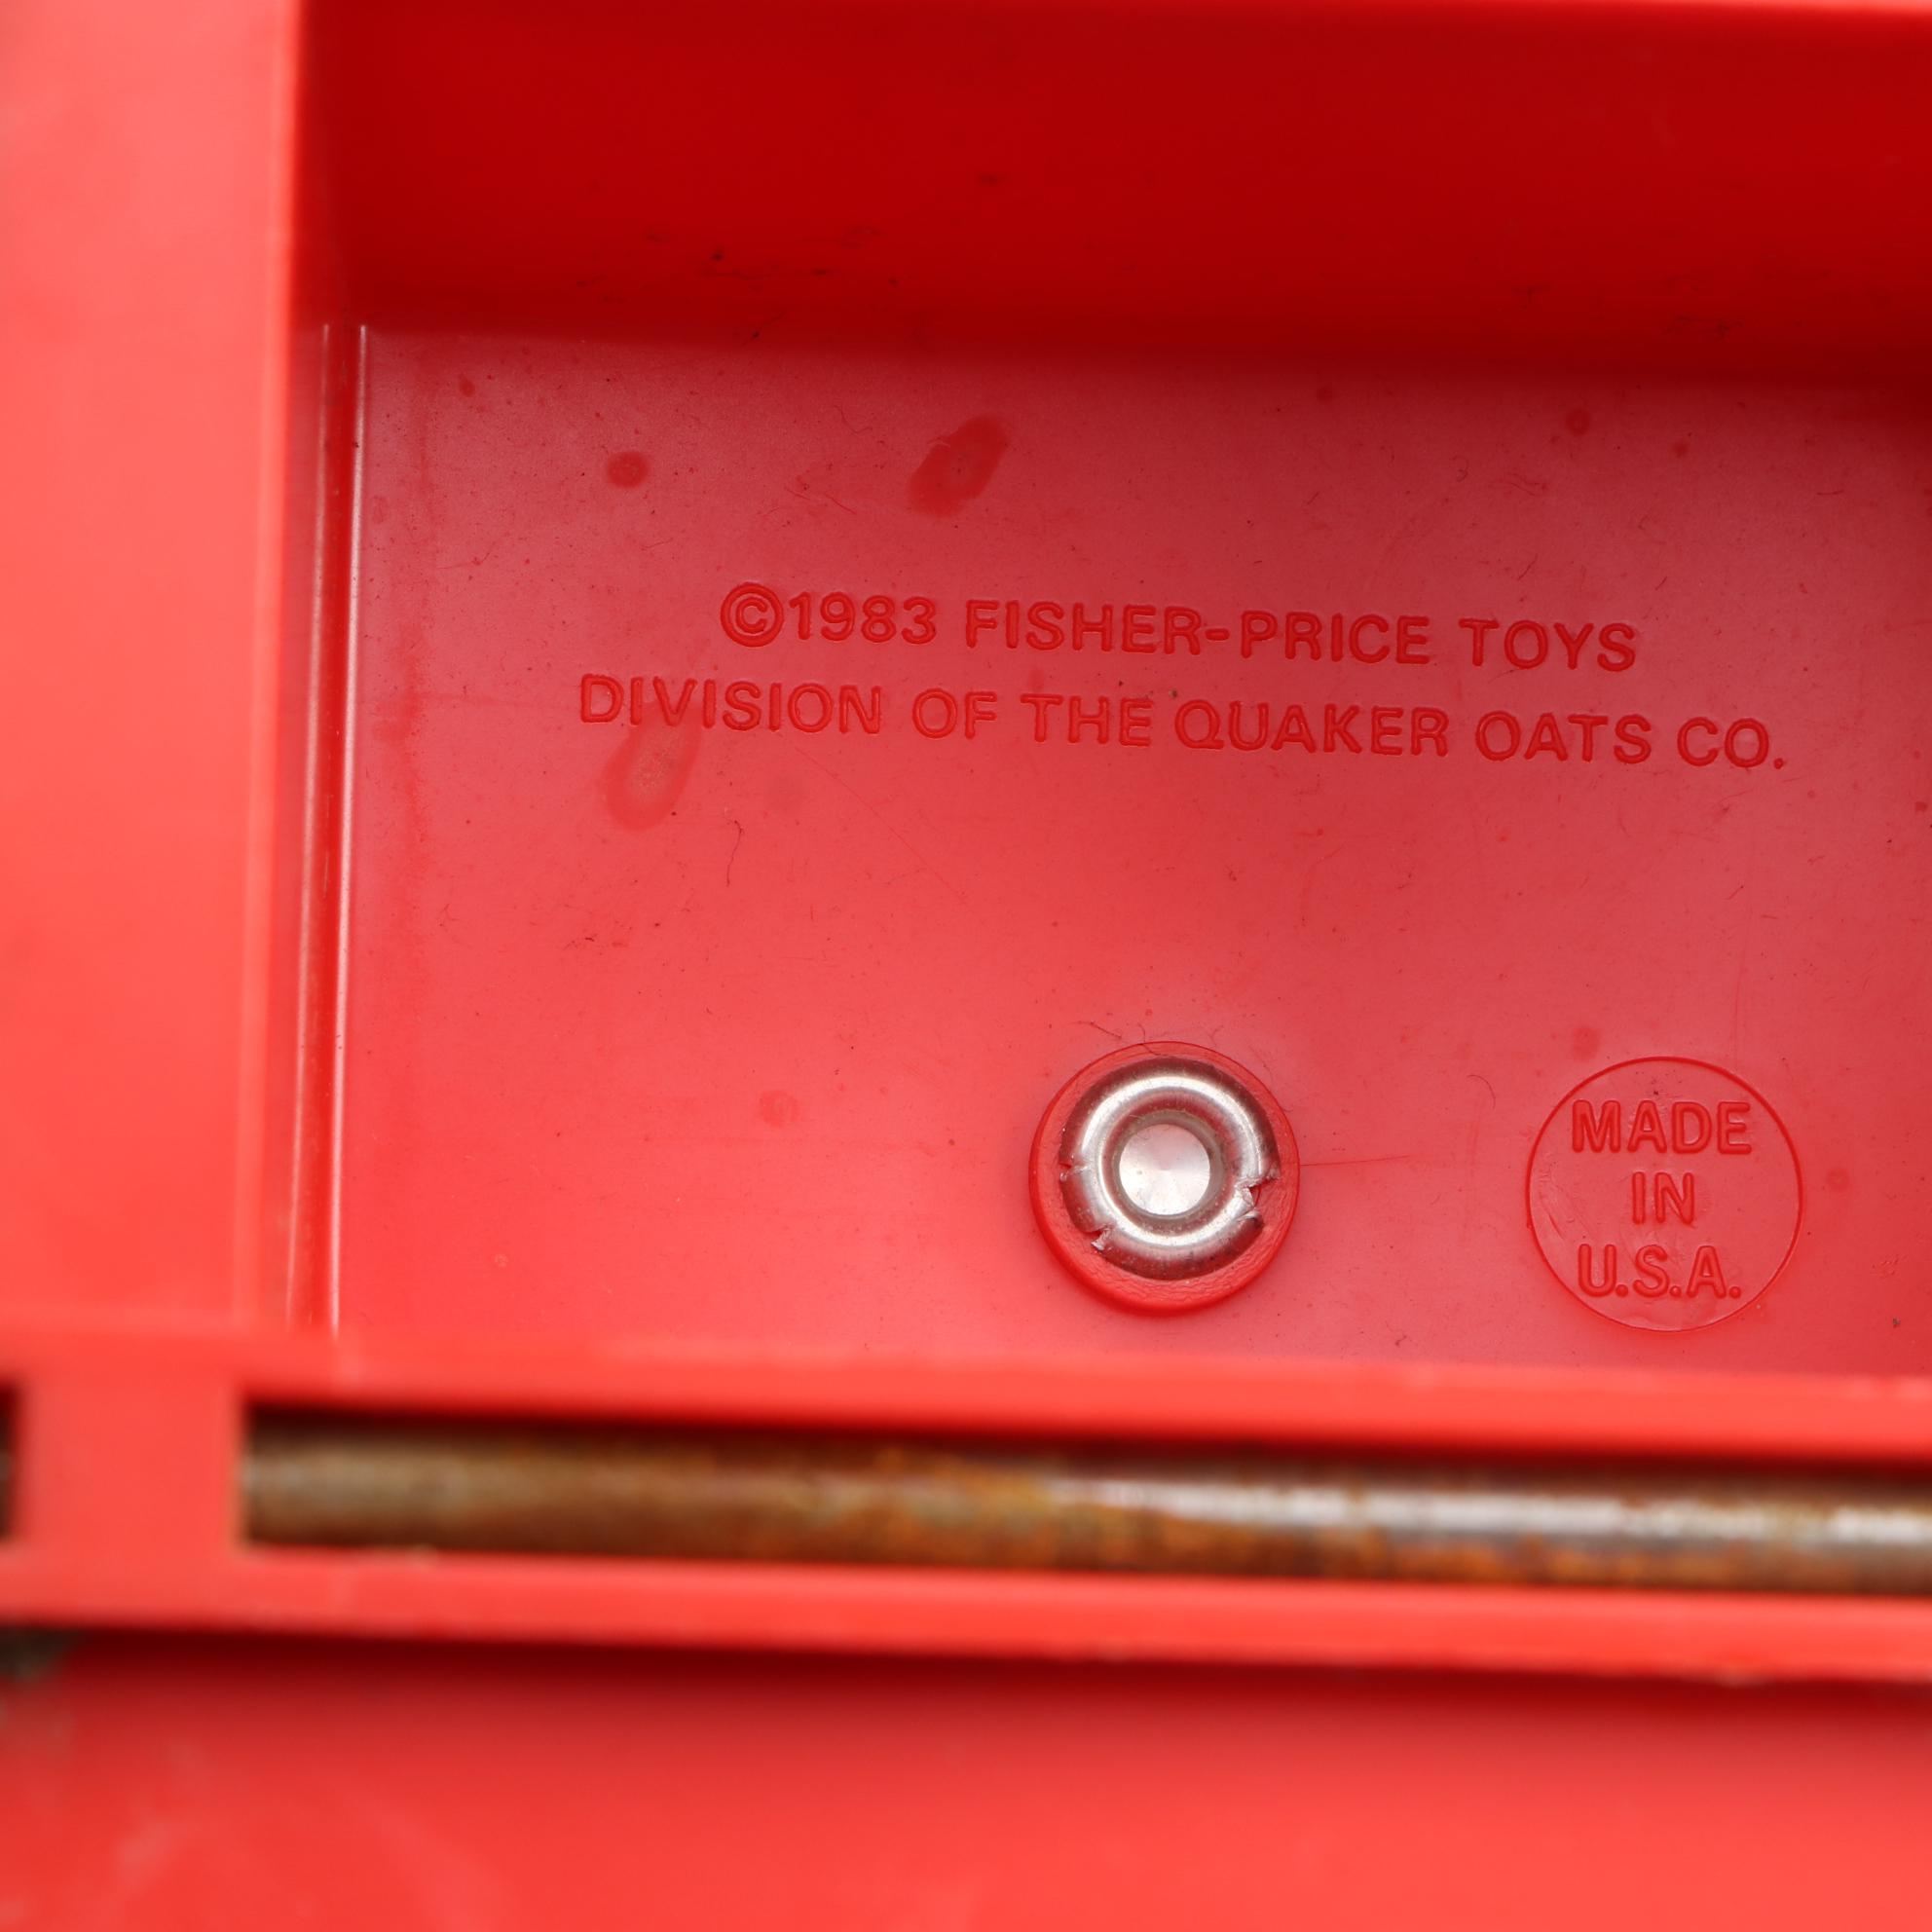 ©1983 FISHER-PRICE TOYS
DIVISION OF THE QUAKER OATS CO.
MADE
IN
U.S.A.